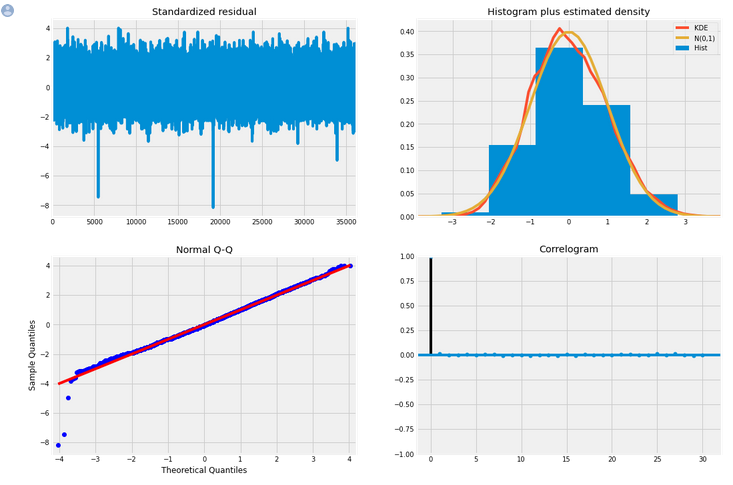 Standardized residual
4
2
0
−2
−4
−6
−8
0 5000 10000 15000 20000 25000 30000 35000
Histogram plus estimated density
KDE
N(0,1)
Hist
0.40
0.35
0.30
0.25
0.20
0.15
0.10
0.05
0.00
−3 −2 −1 0 1 2 3
Normal Q-Q
Sample Quantiles
4
2
0
−2
−4
−6
−8
−4 −3 −2 −1 0 1 2 3 4
Theoretical Quantiles
Correlogram
1.00
0.75
0.50
0.25
0.00
−0.25
−0.50
−0.75
−1.00
0 5 10 15 20 25 30